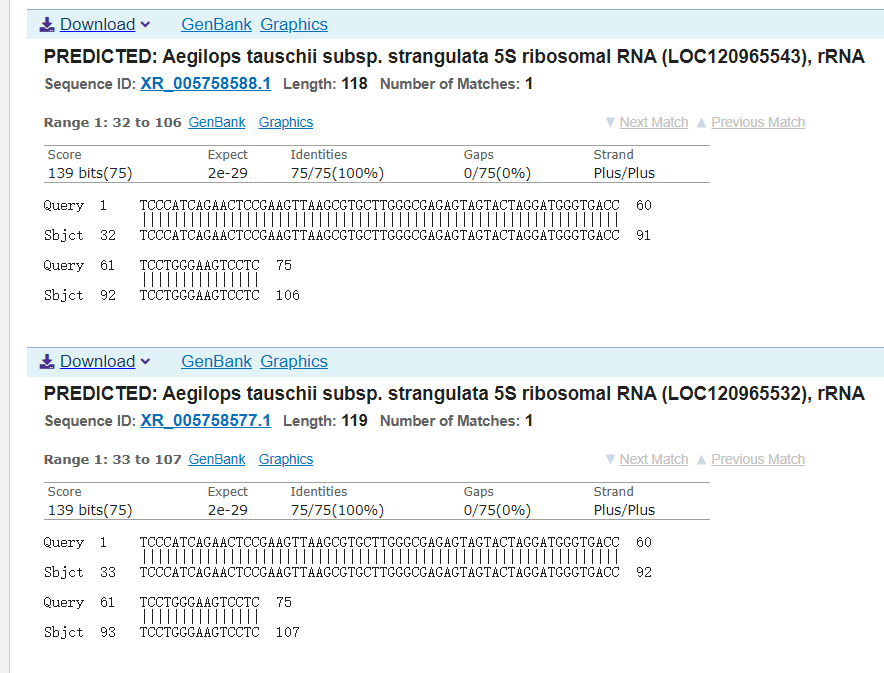 Download GenBank Graphics
PREDICTED: Aegilops tauschii subsp. strangulata 5S ribosomal RNA (LOC120965543), rRNA
Sequence ID: XR_005758588.1 Length: 118 Number of Matches: 1
Range 1: 32 to 106 GenBank Graphics ▼ Next Match ▲ Previous Match
Score Expect Identities Gaps Strand
139 bits(75) 2e-29 75/75(100%) 0/75(0%) Plus/Plus
Query 1 TCCCATCAGAACTCCGAAGTTAAGCGTGCTTGGGCGAGAGTAGTACTAGGATGGGTGACC 60
||||||||||||||||||||||||||||||||||||||||||||||||||||||||||||
Sbjct 32 TCCCATCAGAACTCCGAAGTTAAGCGTGCTTGGGCGAGAGTAGTACTAGGATGGGTGACC 91
Query 61 TCCTGGGAAGTCCTC 75
|||||||||||||||
Sbjct 92 TCCTGGGAAGTCCTC 106
Download GenBank Graphics
PREDICTED: Aegilops tauschii subsp. strangulata 5S ribosomal RNA (LOC120965532), rRNA
Sequence ID: XR_005758577.1 Length: 119 Number of Matches: 1
Range 1: 33 to 107 GenBank Graphics ▼ Next Match ▲ Previous Match
Score Expect Identities Gaps Strand
139 bits(75) 2e-29 75/75(100%) 0/75(0%) Plus/Plus
Query 1 TCCCATCAGAACTCCGAAGTTAAGCGTGCTTGGGCGAGAGTAGTACTAGGATGGGTGACC 60
||||||||||||||||||||||||||||||||||||||||||||||||||||||||||||
Sbjct 33 TCCCATCAGAACTCCGAAGTTAAGCGTGCTTGGGCGAGAGTAGTACTAGGATGGGTGACC 92
Query 61 TCCTGGGAAGTCCTC 75
|||||||||||||||
Sbjct 93 TCCTGGGAAGTCCTC 107